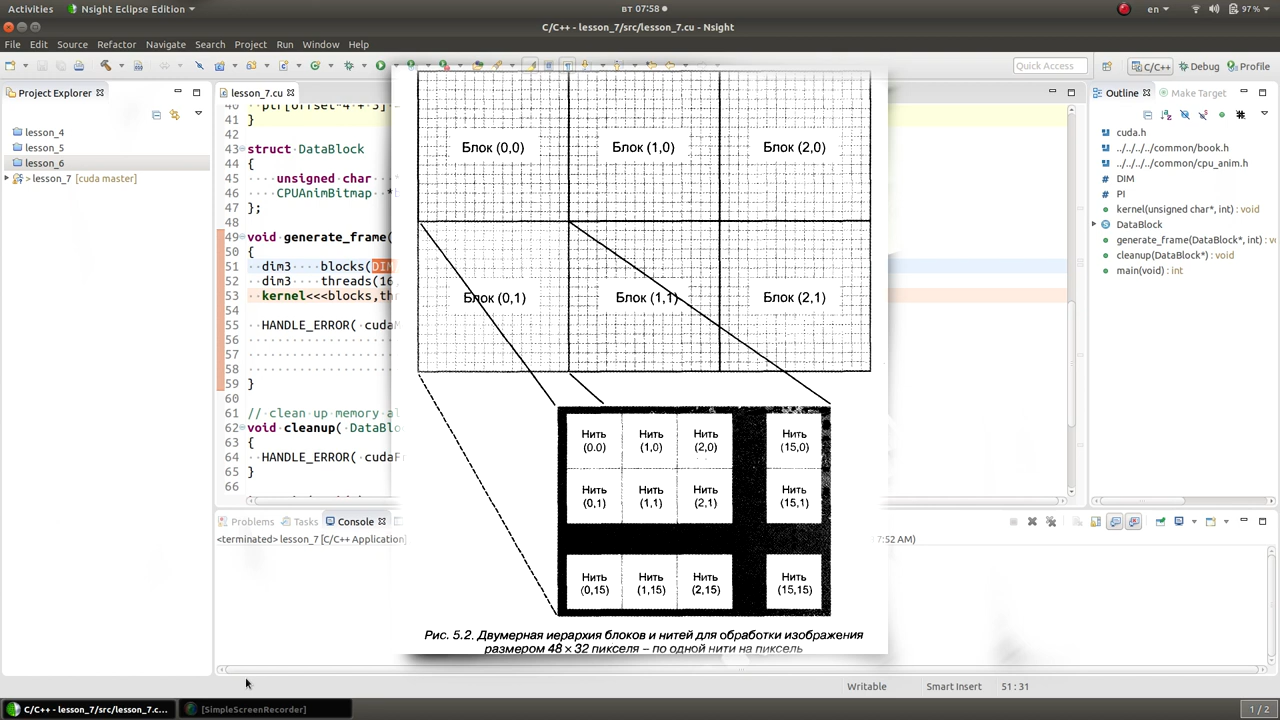 Activities
Nsight Eclipse Edition
вт 07:58
en
97 %
C/C++ - lesson_7/src/lesson_7.cu - Nsight
File Edit Source Refactor Navigate Search Project Run Window Help
Quick Access
C/C++
Debug
Profile
Project Explorer
lesson_4
lesson_5
lesson_6
> lesson_7 [cuda master]
lesson_7.cu
41 }
42
43 struct DataBlock
44 {
45 unsigned char *
46 CPUAnimBitmap *
47 };
48
49 void generate_frame(
50 {
51 dim3 blocks(DIM
52 dim3 threads(16,
53 kernel<<<blocks,
54
55 HANDLE_ERROR(
56
57
58
59 }
60
61 // clean up memory
62 void cleanup( DataBlo
63 {
64 HANDLE_ERROR(
65 }
66
Блок (0,0) Блок (1,0) Блок (2,0)
Блок (0,1) Блок (1,1) Блок (2,1)
Нить (0.0) Нить (1,0) Нить (2,0) Нить (15,0)
Нить (0,1) Нить (1,1) Нить (2,1) Нить (15,1)
Нить (0,15) Нить (1,15) Нить (2,15) Нить (15,15)
Рис. 5.2. Двумерная иерархия блоков и нитей для обработки изображения
размером 48 × 32 пикселя – по одной нити на пиксель
Outline
Make Target
cuda.h
../../../../common/book.h
../../../../common/cpu_anim.h
DIM
PI
kernel(unsigned char*, int) : void
DataBlock
generate_frame(DataBlock*, int) : vo
cleanup(DataBlock*) : void
main(void) : int
Problems
Tasks
Console
<terminated> lesson_7 [C/C++ Application]
7:52 AM)
Writable
Smart Insert
51 : 31
C/C++ - lesson_7/src/lesson_7.c...
[SimpleScreenRecorder]
1 / 2